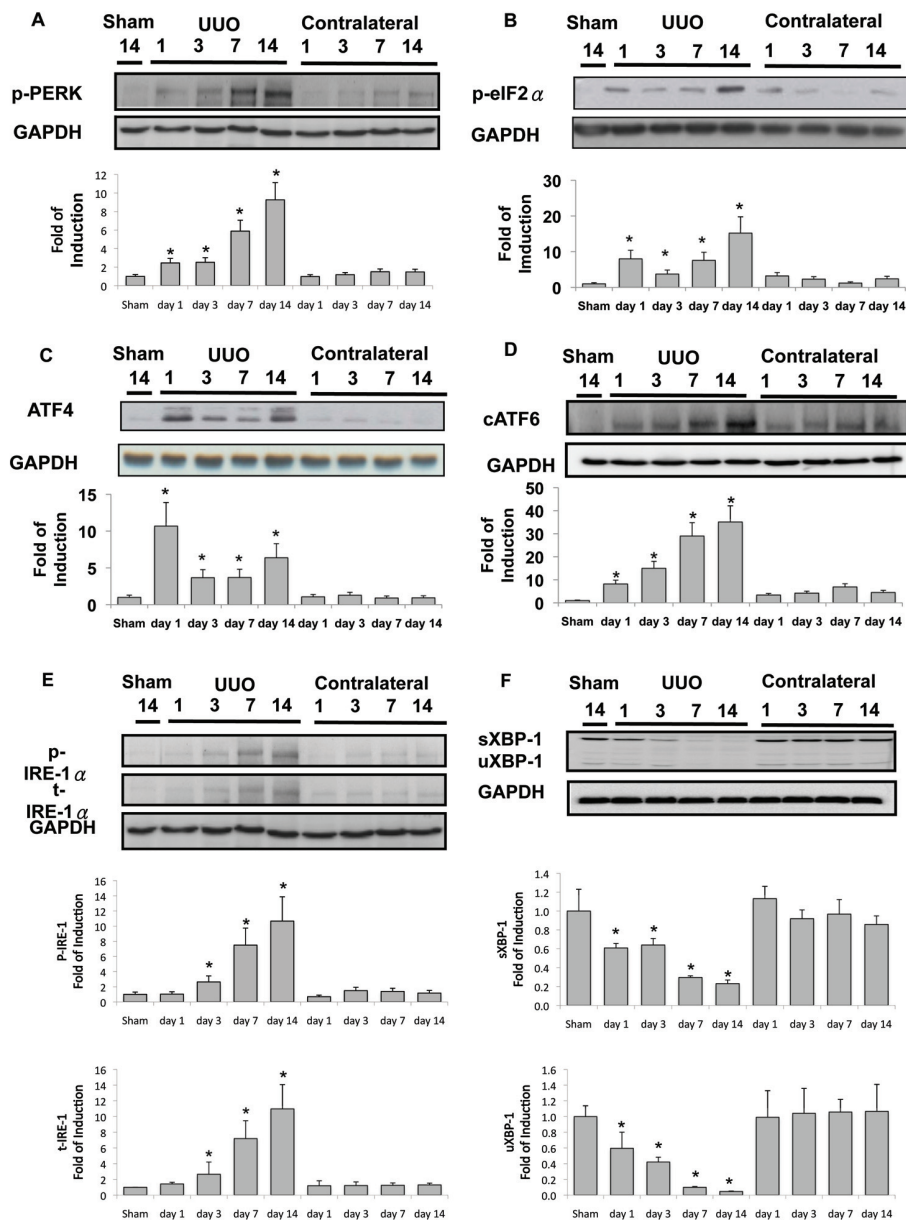 A
Sham UUO Contralateral
14 1 3 7 14 1 3 7 14
p-PERK
GAPDH
Fold of
Induction
12
10
8
6
4
2
0
* * * *
Sham day 1 day 3 day 7 day 14 day 1 day 3 day 7 day 14
B
Sham UUO Contralateral
14 1 3 7 14 1 3 7 14
p-eIF2α
GAPDH
Fold of
Imduction
30
20
10
0
* * * *
Sham day 1 day 3 day 7 day 14 day 1 day 3 day 7 day 14
C
Sham UUO Contralateral
14 1 3 7 14 1 3 7 14
ATF4
GAPDH
Fold of
Induction
15
10
5
0
* * * *
Sham day 1 day 3 day 7 day 14 day 1 day 3 day 7 day 14
D
Sham UUO Contralateral
14 1 3 7 14 1 3 7 14
cATF6
GAPDH
Fold of
Induction
50
40
30
20
10
0
* * * *
Sham day 1 day 3 day 7 day 14 day 1 day 3 day 7 day 14
E
Sham UUO Contralateral
14 1 3 7 14 1 3 7 14
p-
IRE-1α
t-
IRE-1α
GAPDH
P-IRE-1
Fold of Induction
16
14
12
10
8
6
4
2
0
* * *
Sham day 1 day 3 day 7 day 14 day 1 day 3 day 7 day 14
t-IRE-1
Fold of Induction
16
14
12
10
8
6
4
2
0
* * *
Sham day 1 day 3 day 7 day 14 day 1 day 3 day 7 day 14
F
Sham UUO Contralateral
14 1 3 7 14 1 3 7 14
sXBP-1
uXBP-1
GAPDH
sXBP-1
Fold of Induction
1.4
1.2
1.0
0.8
0.6
0.4
0.2
0.0
* * * *
Sham day 1 day 3 day 7 day 14 day 1 day 3 day 7 day 14
uXBP-1
Fold of Induction
1.6
1.4
1.2
1.0
0.8
0.6
0.4
0.2
0.0
* * * *
Sham day 1 day 3 day 7 day 14 day 1 day 3 day 7 day 14